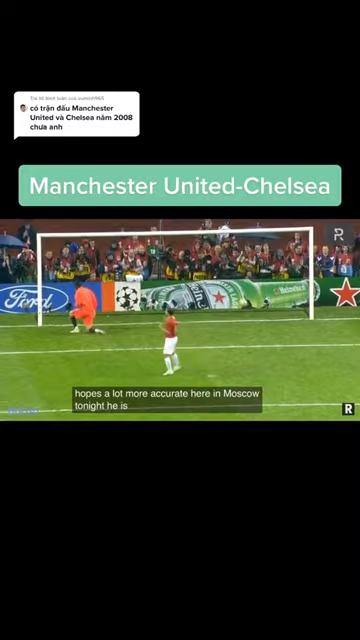 có trận đấu Manchester
United và Chelsea năm 2008
chưa anh
Manchester United-Chelsea
Ford
Heineken
hopes a lot more accurate here in Moscow
tonight he is
R